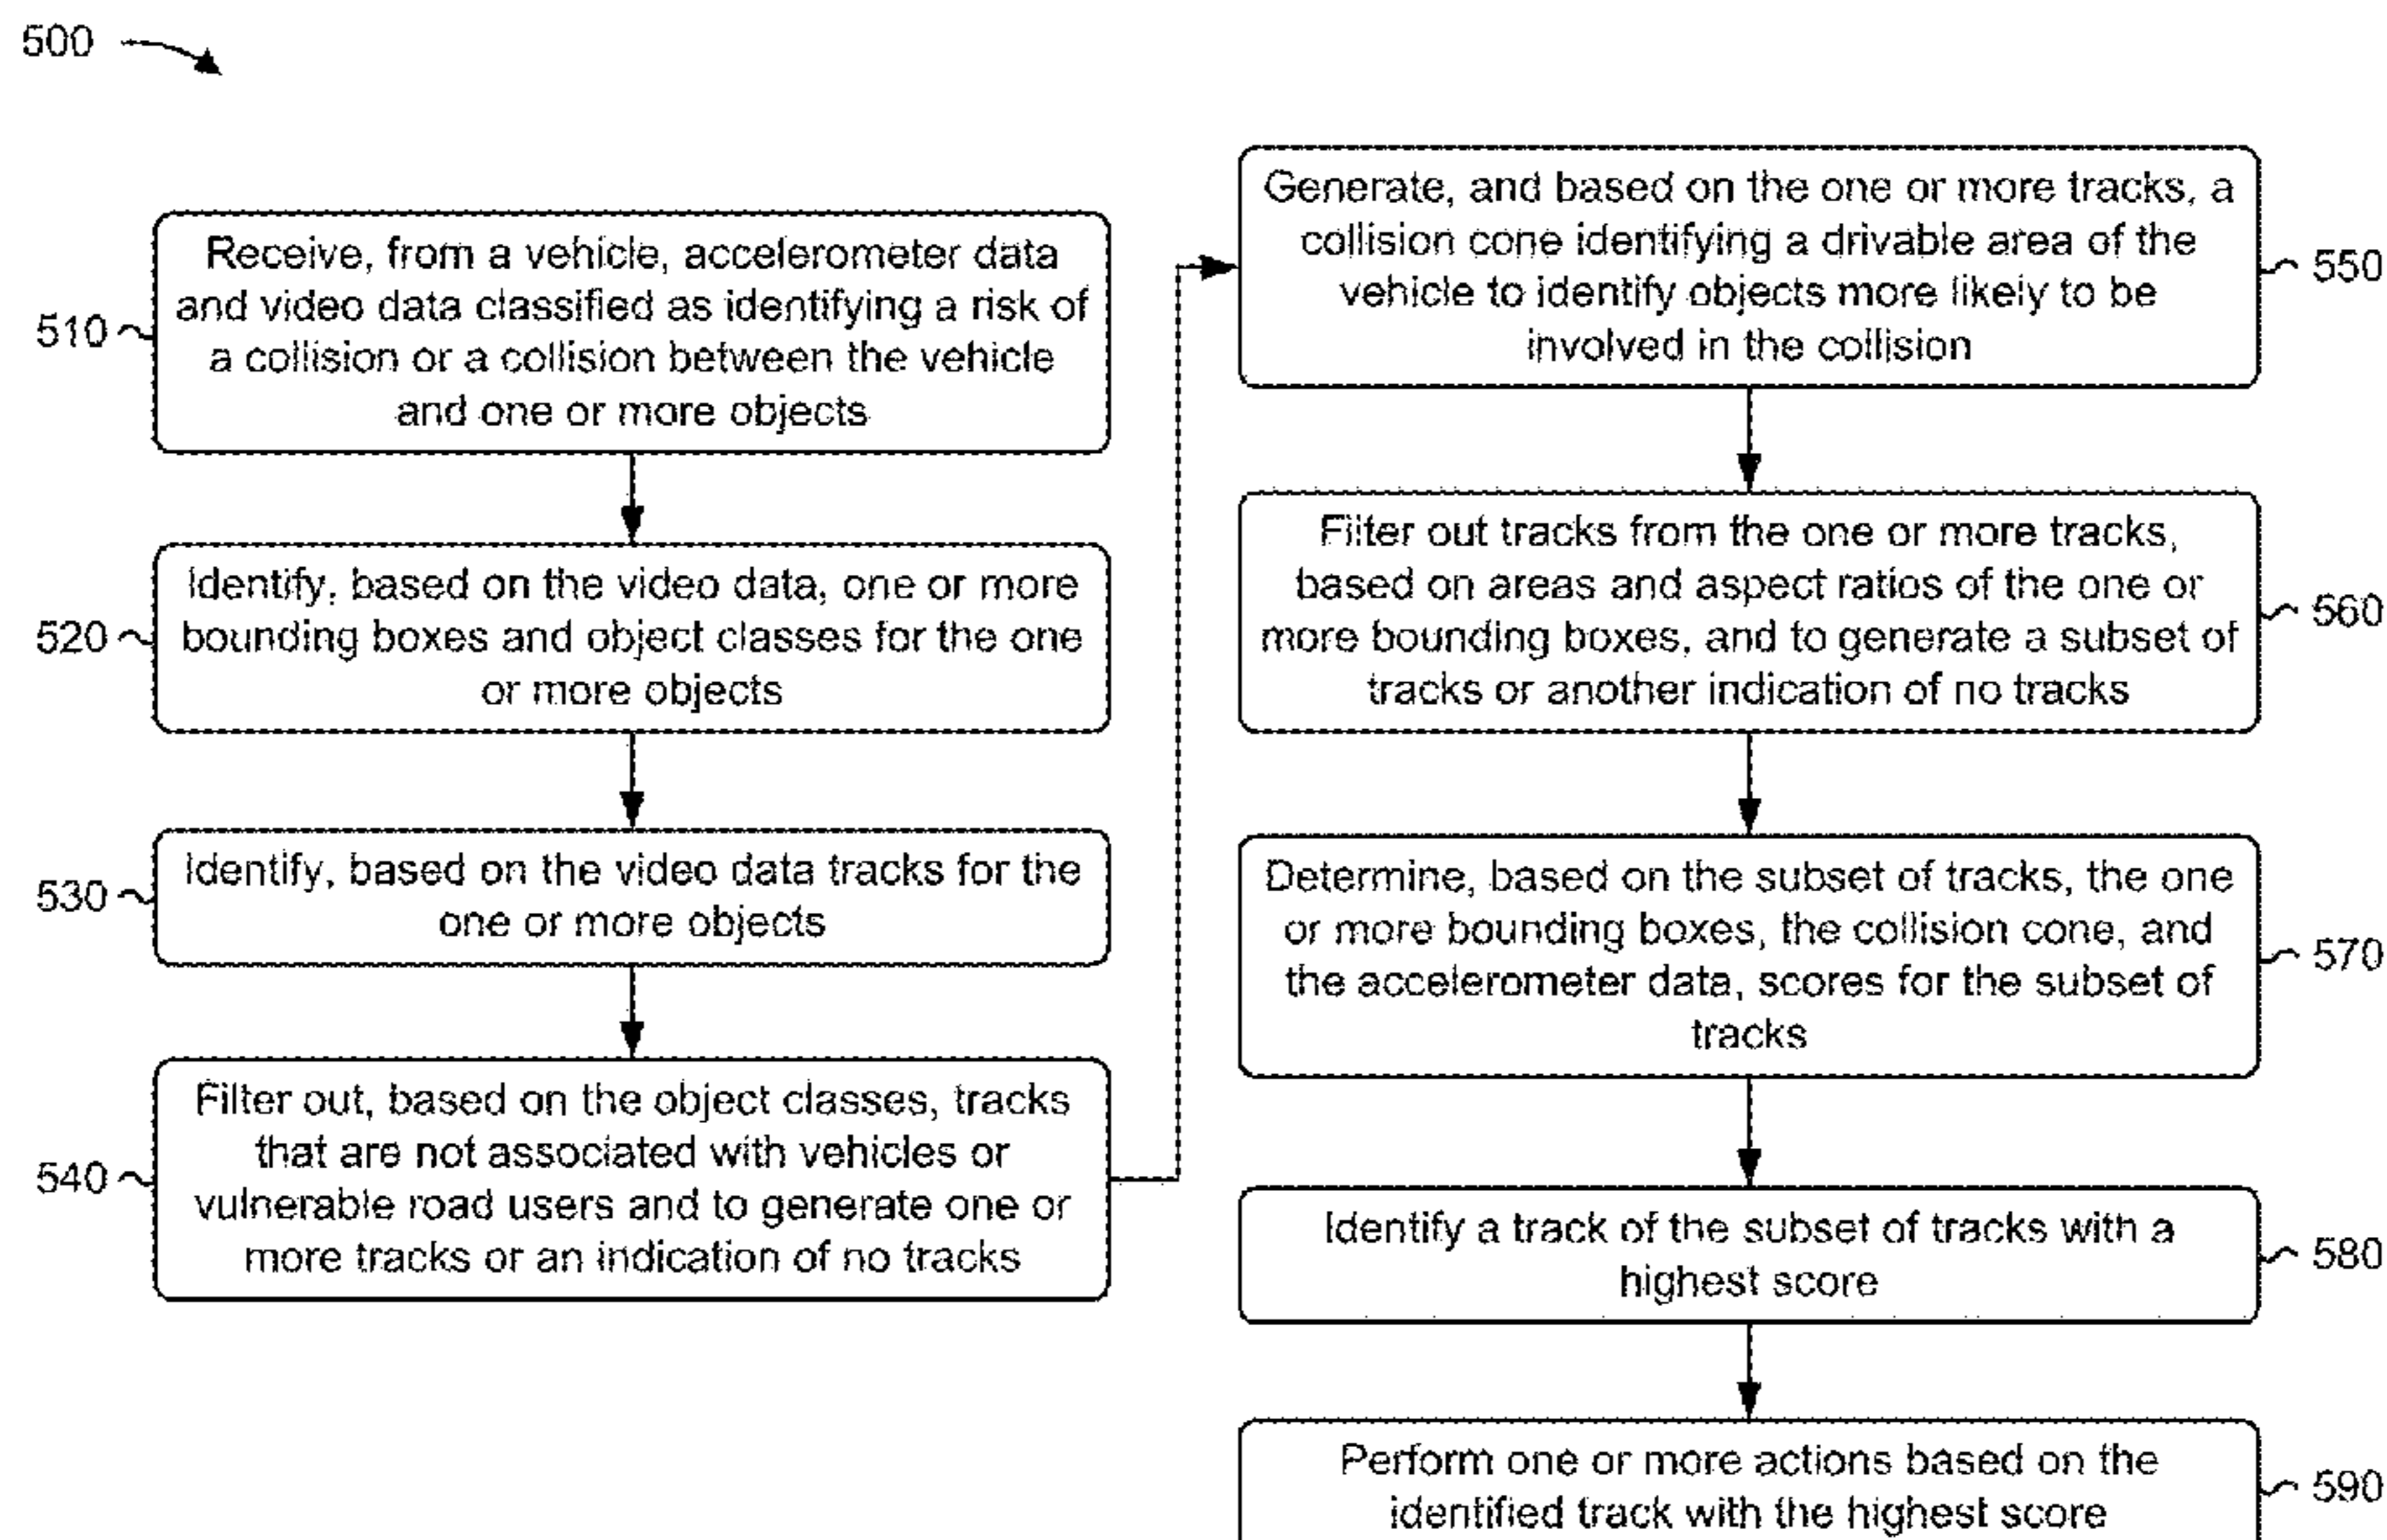 500
510
Receive, from a vehicle, accelerometer data
and video data classified as identifying a risk of
a collision or a collision between the vehicle
and one or more objects
520
Identify, based on the video data, one or more
bounding boxes and object classes for the one
or more objects
530
Identify, based on the video data tracks for the
one or more objects
540
Filter out, based on the object classes, tracks
that are not associated with vehicles or
vulnerable road users and to generate one or
more tracks or an indication of no tracks
Generate, and based on the one or more tracks, a
collision cone identifying a drivable area of the
vehicle to identify objects more likely to be
involved in the collision
550
Filter out tracks from the one or more tracks,
based on areas and aspect ratios of the one or
more bounding boxes, and to generate a subset of
tracks or another indication of no tracks
560
Determine, based on the subset of tracks, the one
or more bounding boxes, the collision cone, and
the accelerometer data, scores for the subset of
tracks
570
Identify a track of the subset of tracks with a
highest score
580
Perform one or more actions based on the
identified track with the highest score
590